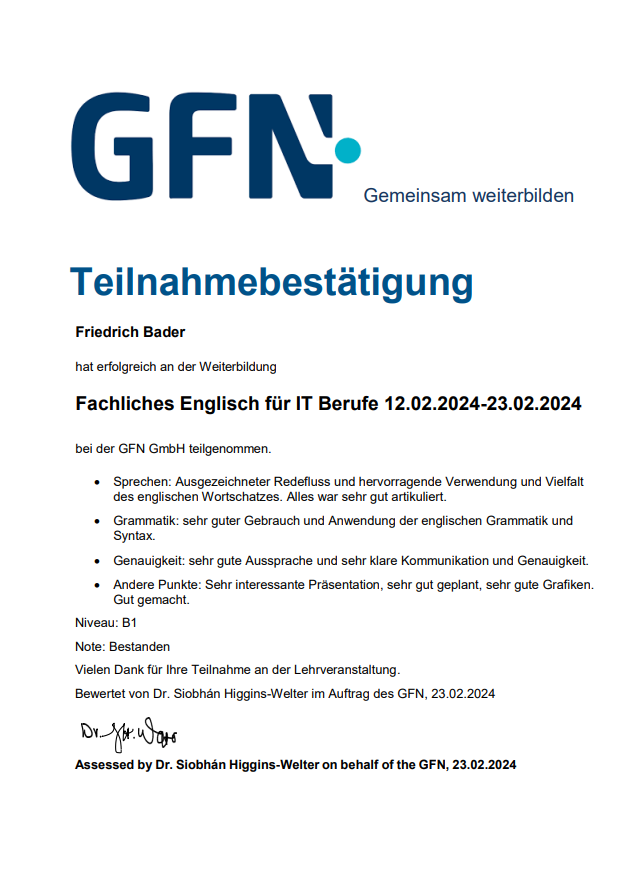 GFN
Gemeinsam weiterbilden
Teilnahmebestätigung
Friedrich Bader
hat erfolgreich an der Weiterbildung
Fachliches Englisch für IT Berufe 12.02.2024-23.02.2024
bei der GFN GmbH teilgenommen.
• Sprechen: Ausgezeichneter Redefluss und hervorragende Verwendung und Vielfalt
des englischen Wortschatzes. Alles war sehr gut artikuliert.
• Grammatik: sehr guter Gebrauch und Anwendung der englischen Grammatik und
Syntax.
• Genauigkeit: sehr gute Aussprache und sehr klare Kommunikation und Genauigkeit.
• Andere Punkte: Sehr interessante Präsentation, sehr gut geplant, sehr gute Grafiken.
Gut gemacht.
Niveau: B1
Note: Bestanden
Vielen Dank für Ihre Teilnahme an der Lehrveranstaltung.
Bewertet von Dr. Siobhán Higgins-Welter im Auftrag des GFN, 23.02.2024
Dr.
Assessed by Dr. Siobhán Higgins-Welter on behalf of the GFN, 23.02.2024